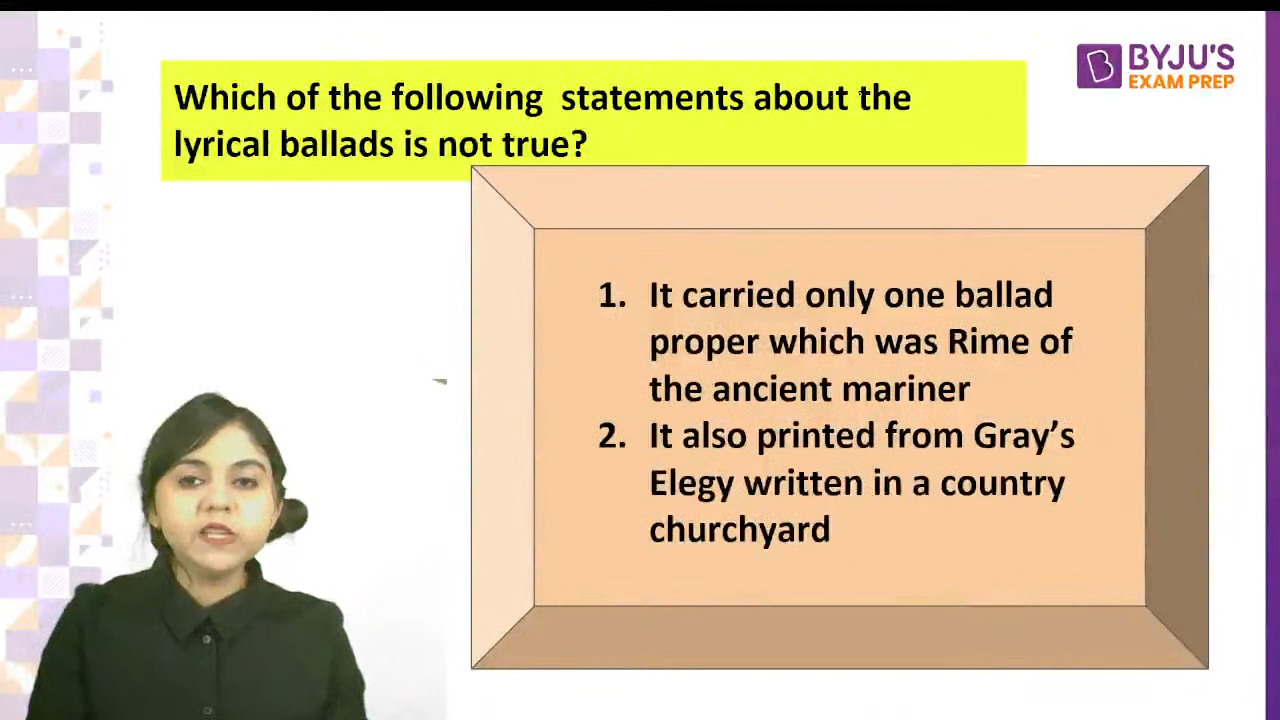 BYJU'S
EXAM PREP
Which of the following statements about the
lyrical ballads is not true?
1. It carried only one ballad
proper which was Rime of
the ancient mariner
2. It also printed from Gray’s
Elegy written in a country
churchyard